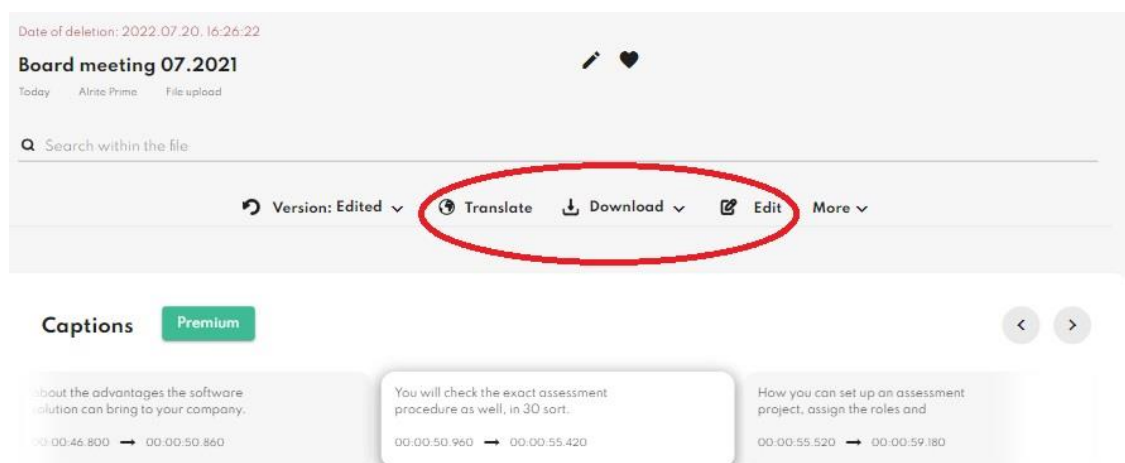 Date of deletion: 2022.07.20. 16:26:22
Board meeting 07.2021
Today Alrite Prime File upload
Search within the file
Version: Edited Translate Download Edit More
Captions Premium
about the advantages the software
solution can bring to your company.
00:00:46.800 → 00:00:50.860
You will check the exact assessment
procedure as well, in 30 sort.
00:00:50.960 → 00:00:55.420
How you can set up an assessment
project, assign the roles and
00:00:55.520 → 00:00:59.180